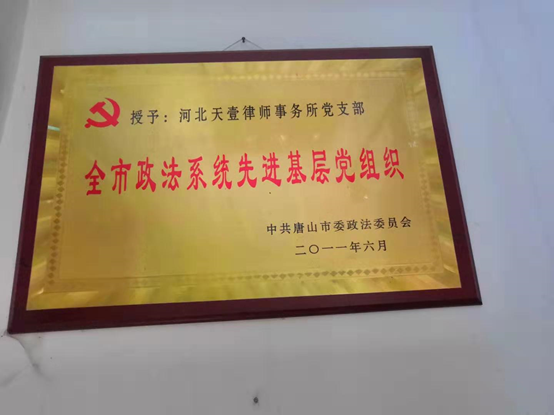 授予：河北天壹律师事务所党支部
全市政法系统先进基层党组织
中共唐山市委政法委员会
二〇一一年六月